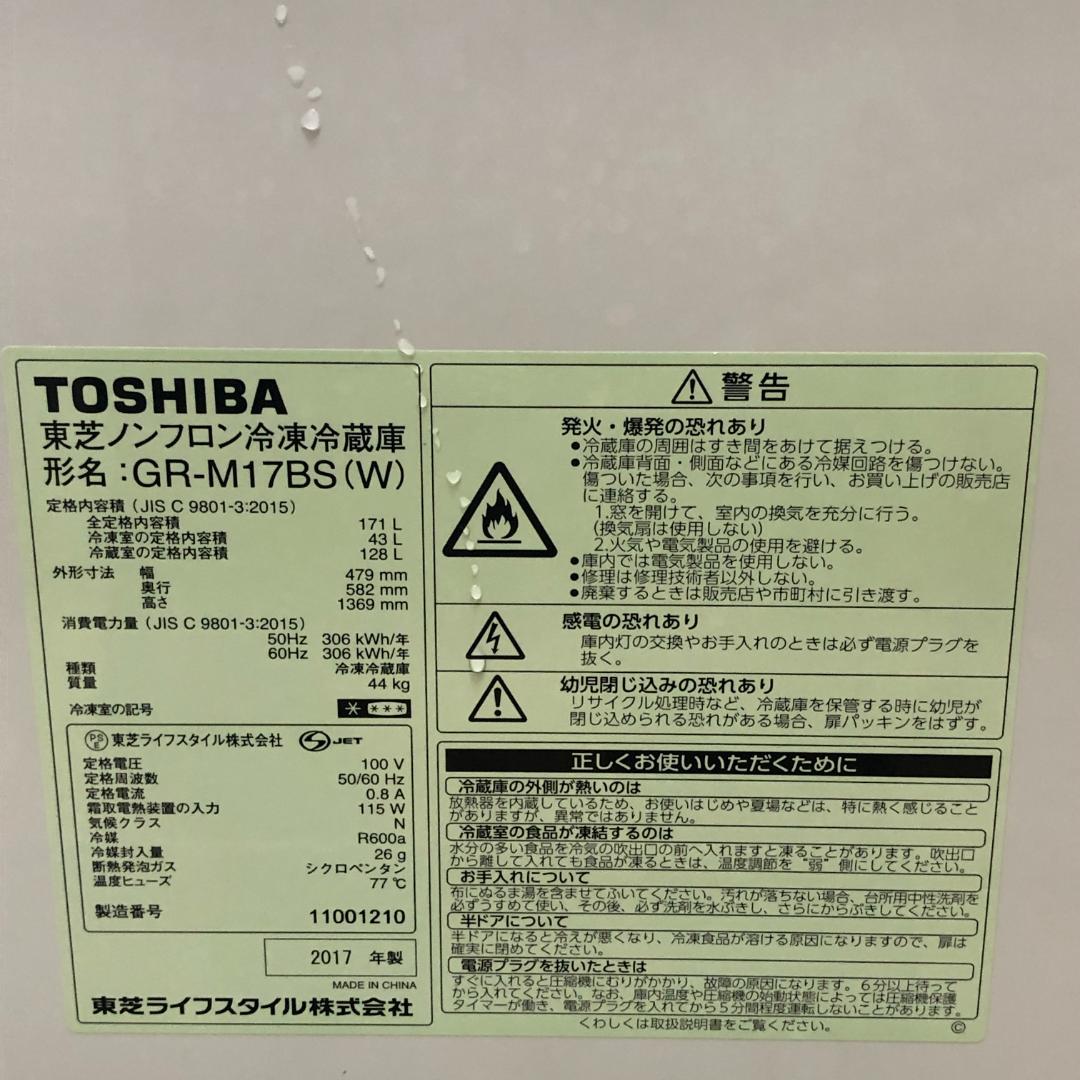 TOSHIBA
東芝ノンフロン冷凍冷蔵庫
形名:GR-M17BS(W)
定格内容積(JIS C 9801-3:2015)
全定格内容積 171 L
冷凍室の定格内容積 43 L
冷蔵室の定格内容積 128 L
外形寸法 幅 479 mm
奥行 582 mm
高さ 1369 mm
消費電力量(JIS C 9801-3:2015)
50Hz 306 kWh/年
60Hz 306 kWh/年
種類 冷凍冷蔵庫
質量 44 kg
冷凍室の記号
PSE 東芝ライフスタイル株式会社 JET
定格電圧 100 V
定格周波数 50/60 Hz
定格電流 0.8 A
霜取電熱装置の入力 115 W
気候クラス N
冷媒 R600a
冷媒封入量 26 g
断熱発泡ガス シクロペンタン
温度ヒューズ 77 ℃
製造番号 11001210
2017 年製
MADE IN CHINA
東芝ライフスタイル株式会社
警告
発火・爆発の恐れあり
●冷蔵庫の周囲はすき間をあけて据えつける。
●冷蔵庫背面・側面などにある冷媒回路を傷つけない。
傷ついた場合、次の事項を行い、お買い上げの販売店
に連絡する。
1.窓を開けて、室内の換気を充分に行う。
(換気扇は使用しない)
2.火気や電気製品の使用を避ける。
●庫内では電気製品を使用しない。
●修理は修理技術者以外しない。
●廃棄するときは販売店や市町村に引き渡す。
感電の恐れあり
庫内灯の交換やお手入れのときは必ず電源プラグを
抜く。
幼児閉じ込みの恐れあり
リサイクル処理時など、冷蔵庫を保管する時に幼児が
閉じ込められる恐れがある場合、扉パッキンをはずす。
正しくお使いいただくために
冷蔵庫の外側が熱いのは
放熱器を内蔵しているため、お使いはじめや夏場などは、特に熱く感じること
がありますが、異常ではありません。
冷蔵室の食品が凍結するのは
水分の多い食品を冷気の吹出口の前へ入れますと凍ることがあります。吹出口
から離して入れても食品が凍るときは、温度調節を"弱"側にしてください。
お手入れについて
布にぬるま湯を含ませてふいてください。汚れが落ちない場合、台所用中性洗剤を
必ずうすめて使い、その後、必ず洗剤を水ぶきし、さらにからぶきしてください。
半ドアについて
半ドアになると冷えが悪くなり、冷凍食品が溶ける原因になりますので、扉は
確実に閉めてください。
電源プラグを抜いたときは
すぐに入れると圧縮機にむりがかかり、故障の原因になります。6分以上待って
から入れてください。なお、庫内温度や圧縮機の始動状態によっては圧縮機保護
タイマーが働き、電源プラグを入れてから5分間程度運転しないことがあります。
くわしくは取扱説明書をご覧ください。 ©